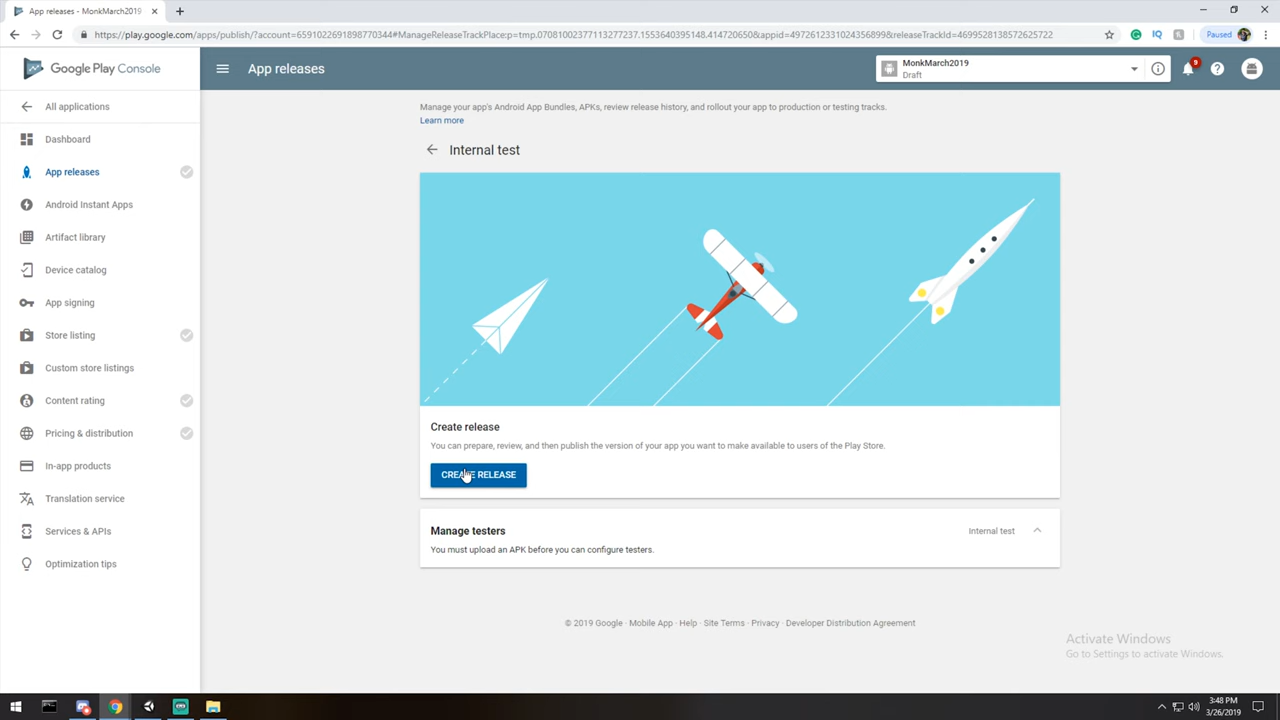 App releases - MonkMarch2019
https://play.google.com/apps/publish/?account=6591022691898770344#ManageReleaseTrackPlace:p=tmp.07081002377113277237.1553640395148.414720650&appid=4972612331024356899&releaseTrackId=4699528138572625722
Paused
Google Play Console
App releases
MonkMarch2019
Draft
9
All applications
Dashboard
App releases
Android Instant Apps
Artifact library
Device catalog
App signing
Store listing
Custom store listings
Content rating
Pricing & distribution
In-app products
Translation service
Services & APIs
Optimization tips
Manage your app's Android App Bundles, APKs, review release history, and rollout your app to production or testing tracks.
Learn more
Internal test
Create release
You can prepare, review, and then publish the version of your app you want to make available to users of the Play Store.
CREATE RELEASE
Manage testers
Internal test
You must upload an APK before you can configure testers.
© 2019 Google · Mobile App · Help · Site Terms · Privacy · Developer Distribution Agreement
Activate Windows
Go to Settings to activate Windows.
3:48 PM
3/26/2019